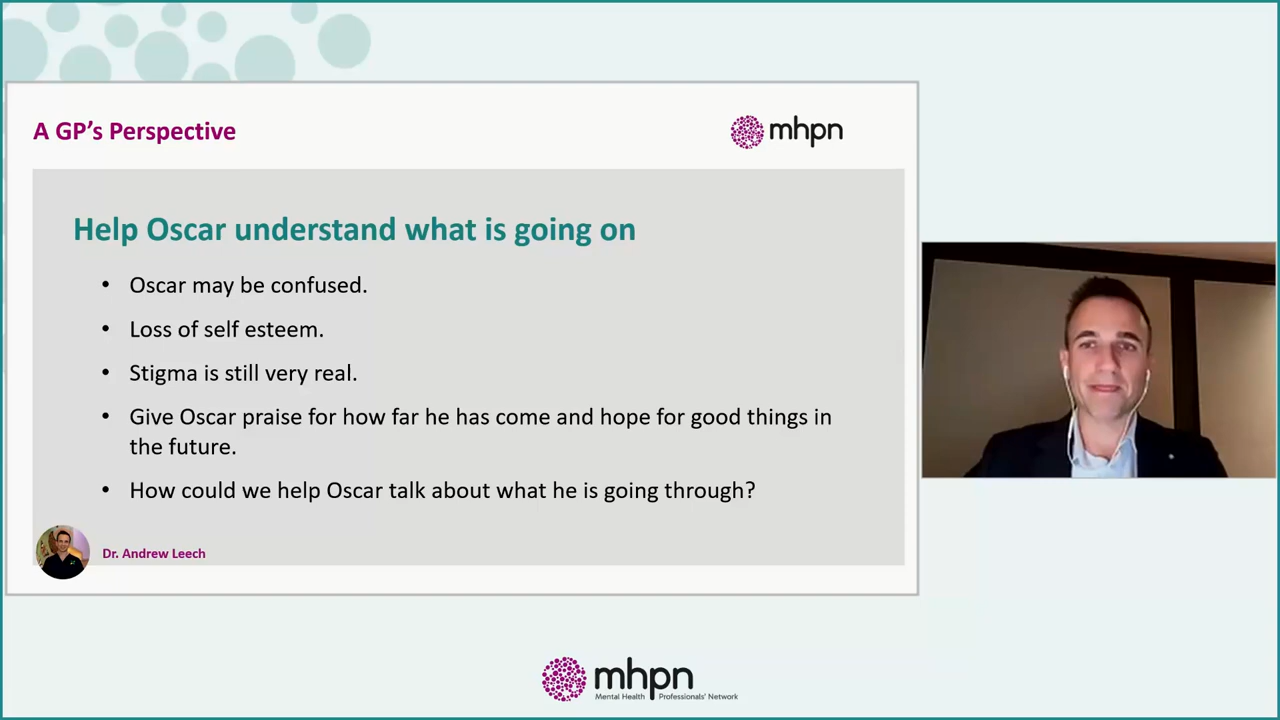 A GP's Perspective
mhpn
Help Oscar understand what is going on
• Oscar may be confused.
• Loss of self esteem.
• Stigma is still very real.
• Give Oscar praise for how far he has come and hope for good things in
the future.
• How could we help Oscar talk about what he is going through?
Dr. Andrew Leech
mhpn
Mental Health Professionals' Network